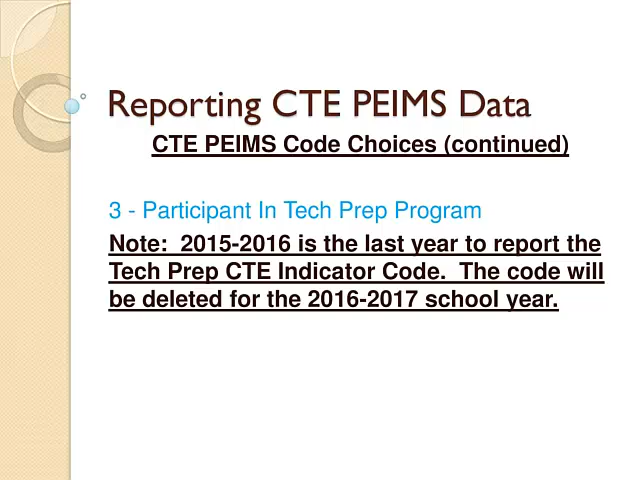 Reporting CTE PEIMS Data
CTE PEIMS Code Choices (continued)
3 - Participant In Tech Prep Program
Note:  2015-2016 is the last year to report the
Tech Prep CTE Indicator Code.  The code will
be deleted for the 2016-2017 school year.